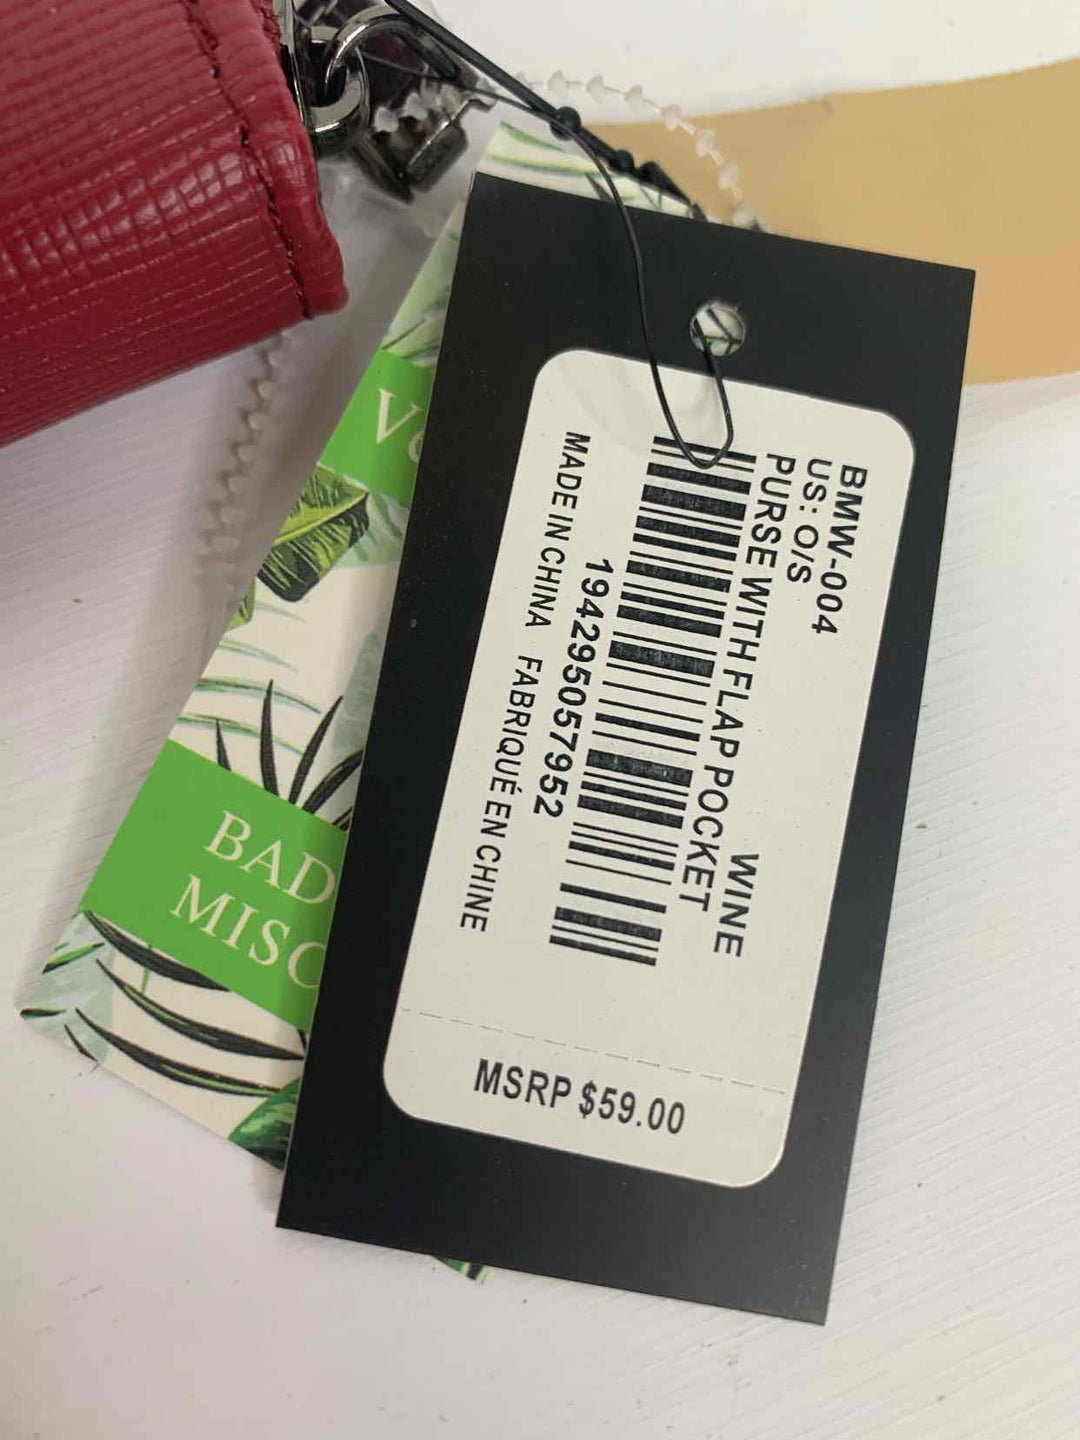 BMW-004
US: O/S
PURSE WITH FLAP POCKET
WINE
194295057952
MADE IN CHINA FABRIQUÉ EN CHINE
MSRP $59.00